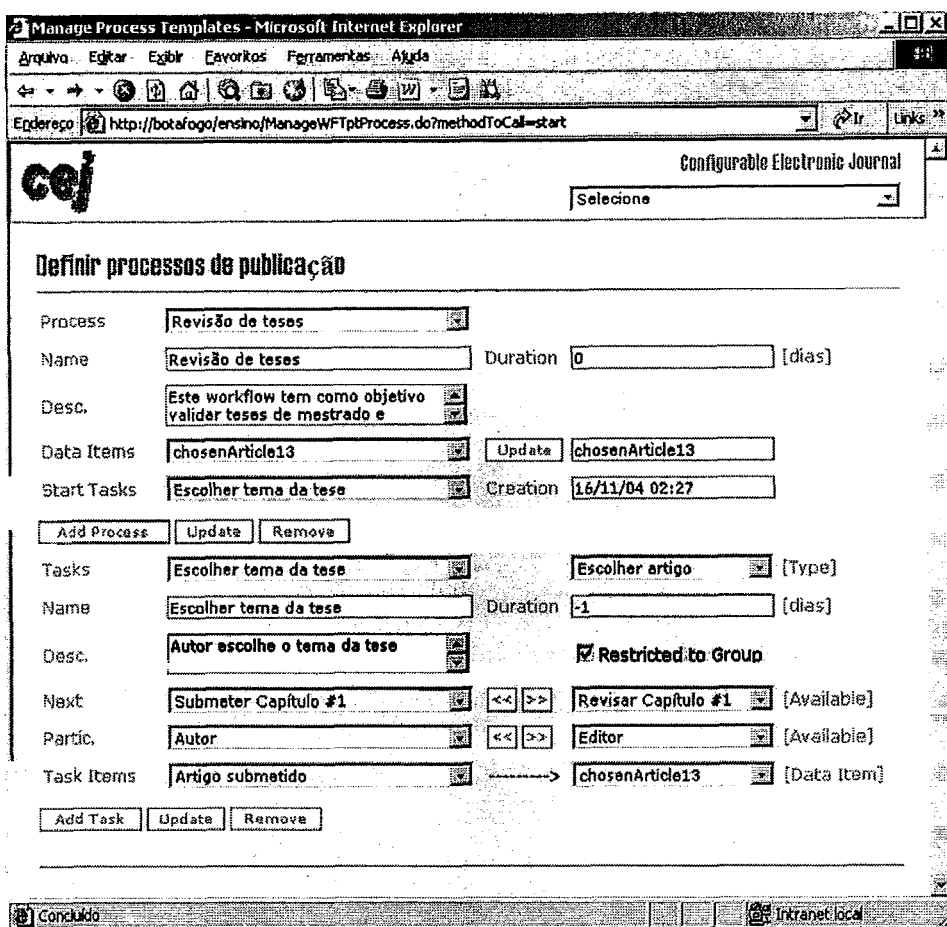 Manage Process Templates - Microsoft Internet Explorer
Arquivo Editar Exibir Favoritos Ferramentas Ajuda
Endereço http://botafogo/ensino/ManageWFTptProcess.do?methodToCall=start Ir Links »
cej
Configurable Electronic Journal
Selecione
Definir processos de publicação
Process Revisão de teses
Name Revisão de teses Duration 0 [dias]
Desc. Este workflow tem como objetivo
validar teses de mestrado e
Data Items chosenArticle13 Update chosenArticle13
Start Tasks Escolher tema da tese Creation 16/11/04 02:27
Add Process Update Remove
Tasks Escolher tema da tese Escolher artigo [Type]
Name Escolher tema da tese Duration -1 [dias]
Desc. Autor escolhe o tema da tese Restricted to Group
Next Submeter Capítulo #1 << >> Revisar Capítulo #1 [Available]
Partic. Autor << >> Editor [Available]
Task Items Artigo submetido --------> chosenArticle13 [Data Item]
Add Task Update Remove
Concluído Intranet local